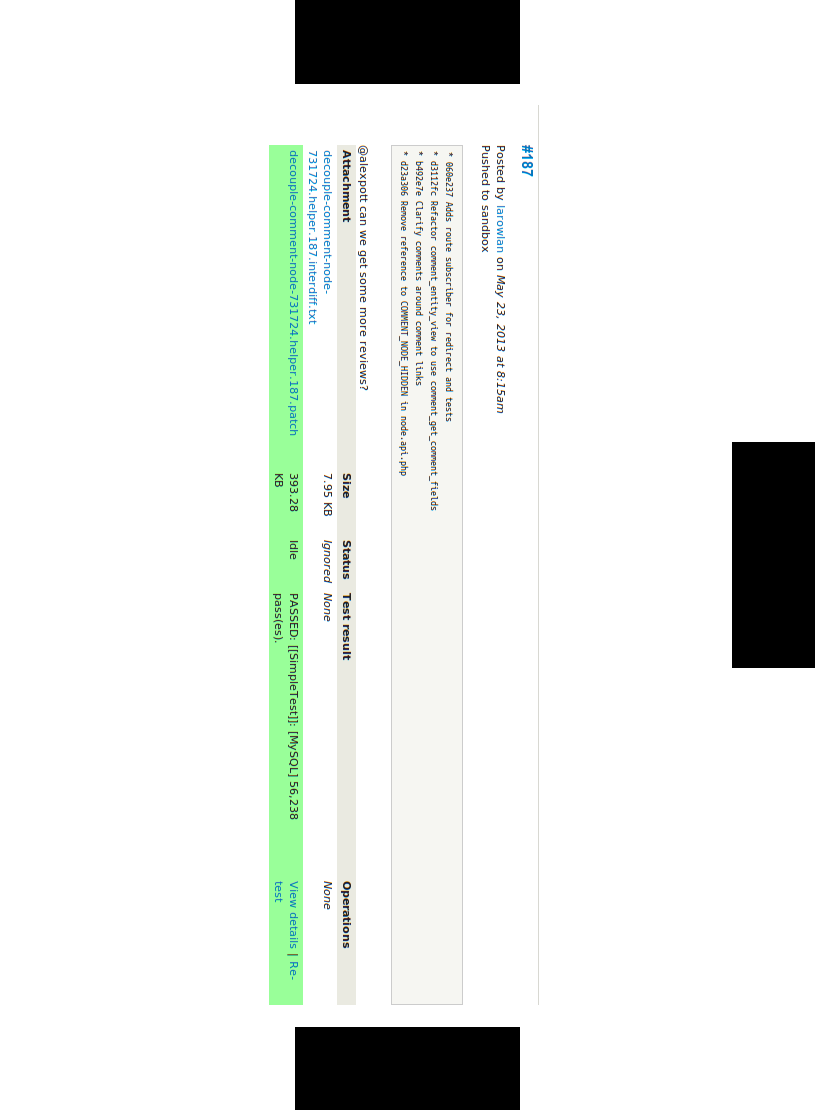 #187
Posted by larowlan on May 23, 2013 at 8:15am
Pushed to sandbox
* 060e237 Adds route subscriber for redirect and tests
* d3112fc Refactor comment_entity_view to use comment_get_comment_fields
* b492e7e Clarify comments around comment links
* d23a306 Remove reference to COMMENT_NODE_HIDDEN in node.api.php
@alexpott can we get some more reviews?
Attachment Size Status Test result Operations
decouple-comment-node- 7.95 KB Ignored None None
731724.helper.187.interdiff.txt
decouple-comment-node-731724.helper.187.patch 393.28 Idle PASSED: [[SimpleTest]]: [MySQL] 56,238 View details | Re-
KB pass(es). test